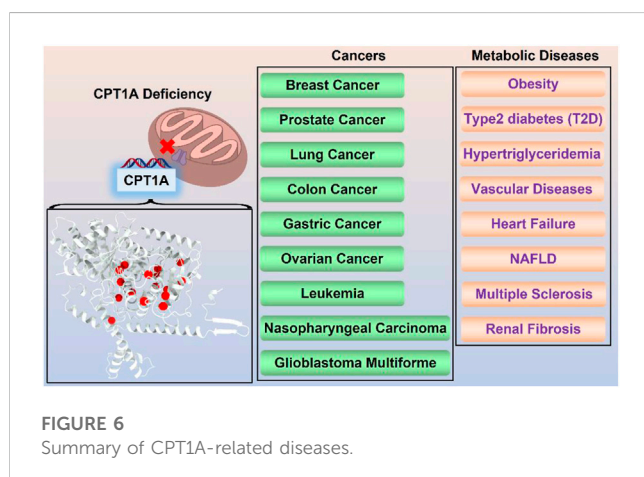 Cancers
Metabolic Diseases
CPT1A Deficiency
CPT1A
Breast Cancer
Prostate Cancer
Lung Cancer
Colon Cancer
Gastric Cancer
Ovarian Cancer
Leukemia
Nasopharyngeal Carcinoma
Glioblastoma Multiforme
Obesity
Type2 diabetes (T2D)
Hypertriglyceridemia
Vascular Diseases
Heart Failure
NAFLD
Multiple Sclerosis
Renal Fibrosis
FIGURE 6
Summary of CPT1A-related diseases.